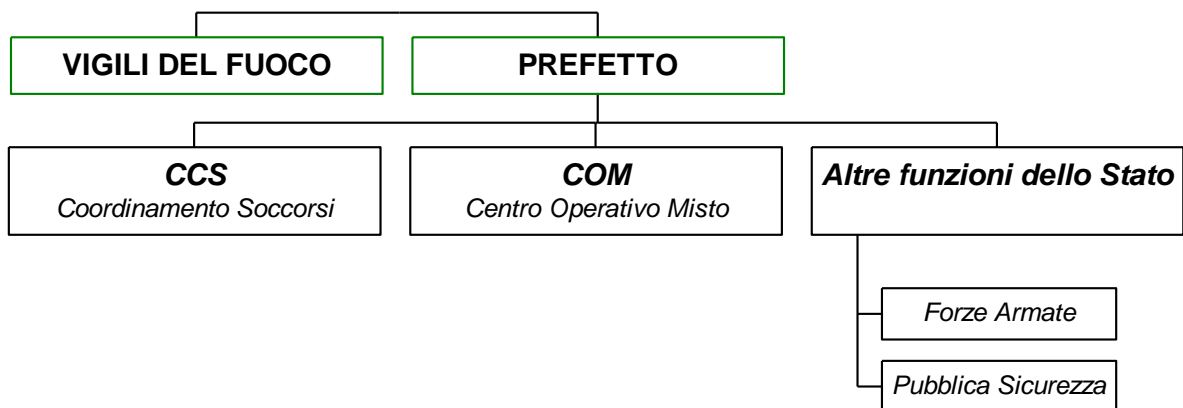 VIGILI DEL FUOCO
PREFETTO
CCS
Coordinamento Soccorsi
COM
Centro Operativo Misto
Altre funzioni dello Stato
Forze Armate
Pubblica Sicurezza